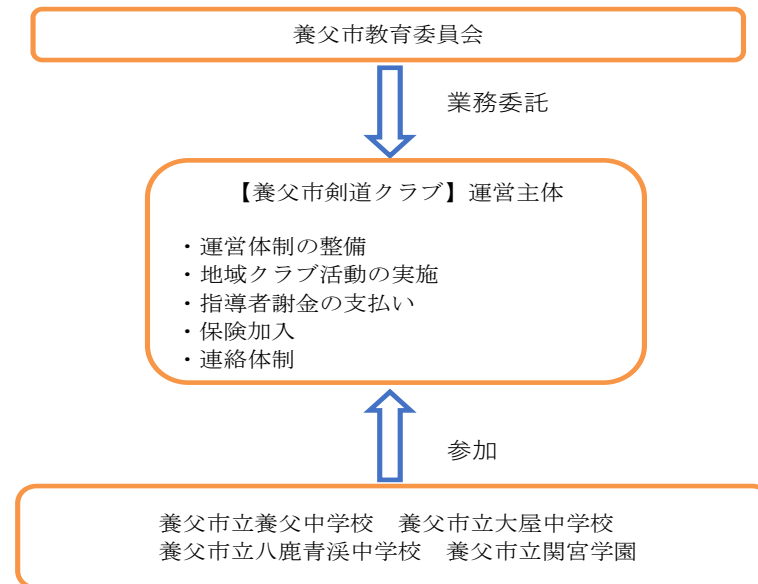 養父市教育委員会
業務委託
【養父市剣道クラブ】運営主体
・運営体制の整備
・地域クラブ活動の実施
・指導者謝金の支払い
・保険加入
・連絡体制
参加
養父市立養父中学校　養父市立大屋中学校
養父市立八鹿青渓中学校　養父市立関宮学園